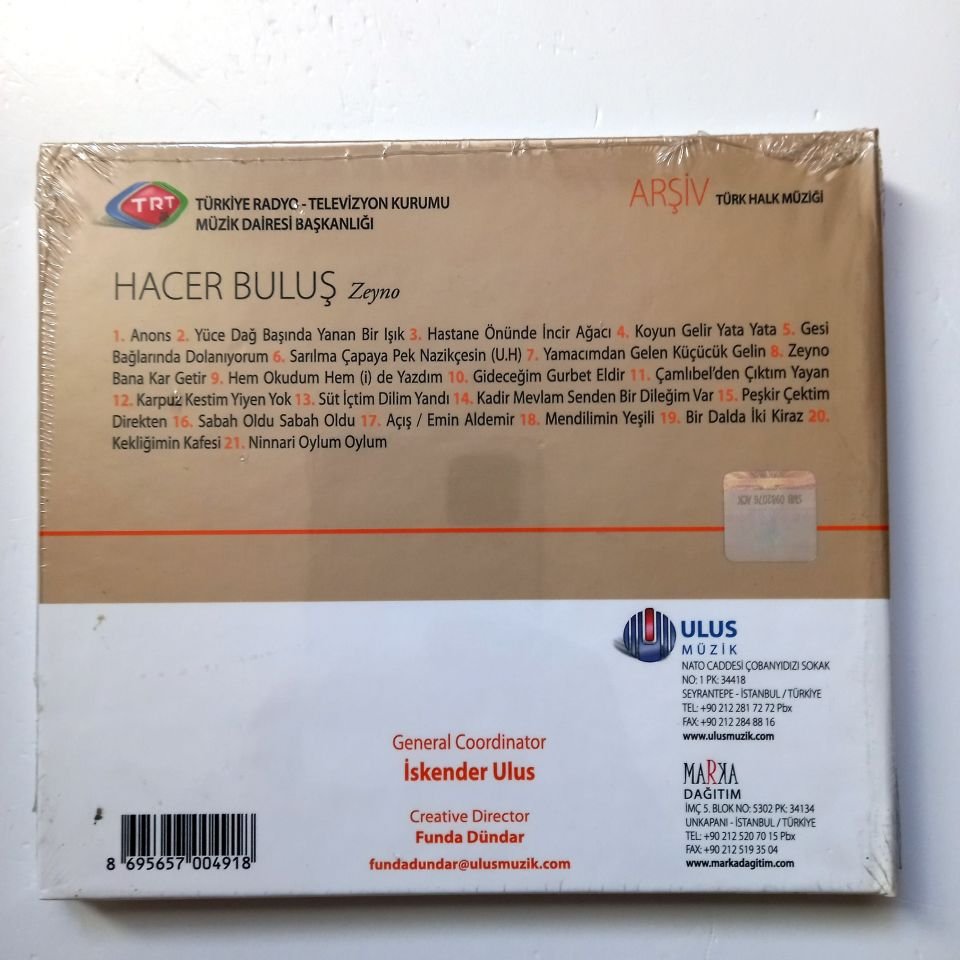 TRT
TÜRKİYE RADYO - TELEVİZYON KURUMU
MÜZİK DAİRESİ BAŞKANLIĞI
ARŞİV TÜRK HALK MÜZİĞİ
HACER BULUŞ Zeyno
1. Anons 2. Yüce Dağ Başında Yanan Bir Işık 3. Hastane Önünde İncir Ağacı 4. Koyun Gelir Yata Yata 5. Gesi
Bağlarında Dolanıyorum 6. Sarılma Çapaya Pek Nazikçesin (U.H) 7. Yamacımdan Gelen Küçücük Gelin 8. Zeyno
Bana Kar Getir 9. Hem Okudum Hem (i) de Yazdım 10. Gideceğim Gurbet Eldir 11. Çamlıbel'den Çıktım Yayan
12. Karpuz Kestim Yiyen Yok 13. Süt İçtim Dilim Yandı 14. Kadir Mevlam Senden Bir Dileğim Var 15. Peşkir Çektim
Direkten 16. Sabah Oldu Sabah Oldu 17. Açış / Emin Aldemir 18. Mendilimin Yeşili 19. Bir Dalda İki Kiraz 20.
Kekliğimin Kafesi 21. Ninnari Oylum Oylum
SMB 0982076 ACK
ULUS
MÜZİK
NATO CADDESİ ÇOBANYIDIZI SOKAK
NO: 1 PK: 34418
SEYRANTEPE - İSTANBUL / TÜRKİYE
TEL: +90 212 281 72 72 Pbx
FAX: +90 212 284 88 16
www.ulusmuzik.com
General Coordinator
İskender Ulus
Creative Director
Funda Dündar
fundadundar@ulusmuzik.com
MARKA
DAĞITIM
İMÇ 5. BLOK NO: 5302 PK: 34134
UNKAPANI - İSTANBUL / TÜRKİYE
TEL: +90 212 520 70 15 Pbx
FAX: +90 212 519 35 04
www.markadagitim.com
8 695657 004918